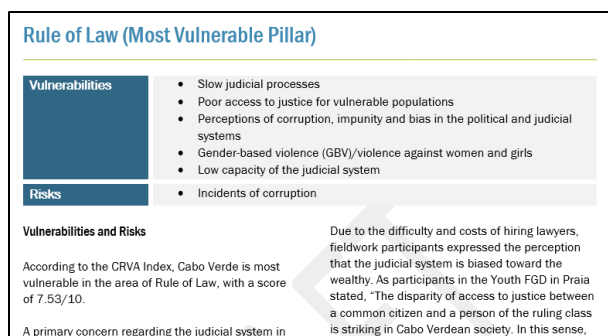 Rule of Law (Most Vulnerable Pillar)
Vulnerabilities
• Slow judicial processes
• Poor access to justice for vulnerable populations
• Perceptions of corruption, impunity and bias in the political and judicial
systems
• Gender-based violence (GBV)/violence against women and girls
• Low capacity of the judicial system
Risks
• Incidents of corruption
Vulnerabilities and Risks
According to the CRVA Index, Cabo Verde is most
vulnerable in the area of Rule of Law, with a score
of 7.53/10.
A primary concern regarding the judicial system in
Due to the difficulty and costs of hiring lawyers,
fieldwork participants expressed the perception
that the judicial system is biased toward the
wealthy. As participants in the Youth FGD in Praia
stated, “The disparity of access to justice between
a common citizen and a person of the ruling class
is striking in Cabo Verdean society. In this sense,